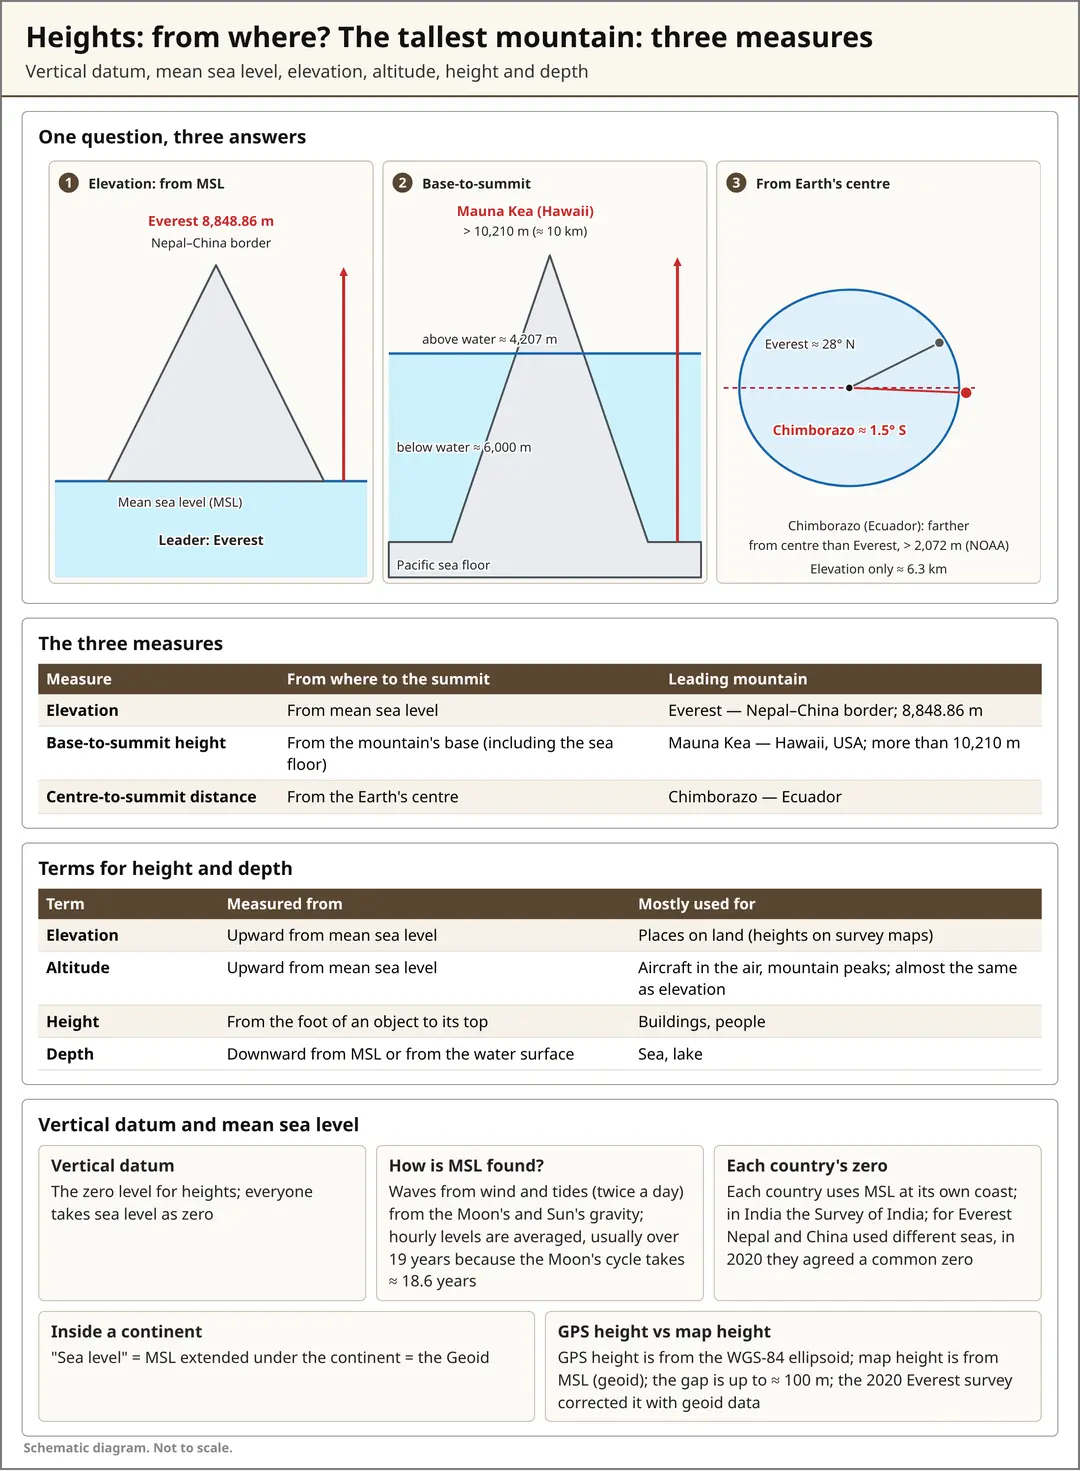 Heights: from where? The tallest mountain: three measures
Vertical datum, mean sea level, elevation, altitude, height and depth
One question, three answers
1 Elevation: from MSL
Everest 8,848.86 m
Nepal–China border
Mean sea level (MSL)
Leader: Everest
2 Base-to-summit
Mauna Kea (Hawaii)
> 10,210 m (≈ 10 km)
above water ≈ 4,207 m
below water ≈ 6,000 m
Pacific sea floor
3 From Earth's centre
Everest ≈ 28° N
Chimborazo ≈ 1.5° S
Chimborazo (Ecuador): farther
from centre than Everest, > 2,072 m (NOAA)
Elevation only ≈ 6.3 km
The three measures
Measure From where to the summit Leading mountain
Elevation From mean sea level Everest — Nepal–China border; 8,848.86 m
Base-to-summit height From the mountain's base (including the sea Mauna Kea — Hawaii, USA; more than 10,210 m
floor)
Centre-to-summit distance From the Earth's centre Chimborazo — Ecuador
Terms for height and depth
Term Measured from Mostly used for
Elevation Upward from mean sea level Places on land (heights on survey maps)
Altitude Upward from mean sea level Aircraft in the air, mountain peaks; almost the same
as elevation
Height From the foot of an object to its top Buildings, people
Depth Downward from MSL or from the water surface Sea, lake
Vertical datum and mean sea level
Vertical datum
The zero level for heights; everyone
takes sea level as zero
How is MSL found?
Waves from wind and tides (twice a day)
from the Moon's and Sun's gravity;
hourly levels are averaged, usually over
19 years because the Moon's cycle takes
≈ 18.6 years
Each country's zero
Each country uses MSL at its own coast;
in India the Survey of India; for Everest
Nepal and China used different seas, in
2020 they agreed a common zero
Inside a continent
"Sea level" = MSL extended under the continent = the Geoid
GPS height vs map height
GPS height is from the WGS-84 ellipsoid; map height is from
MSL (geoid); the gap is up to ≈ 100 m; the 2020 Everest survey
corrected it with geoid data
Schematic diagram. Not to scale.